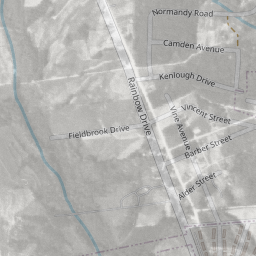 Normandy Road
Camden Avenue
Kenlough Drive
Rainbow Drive
Vincent Street
Vine Avenue
Fieldbrook Drive
Barber Street
Alder Street